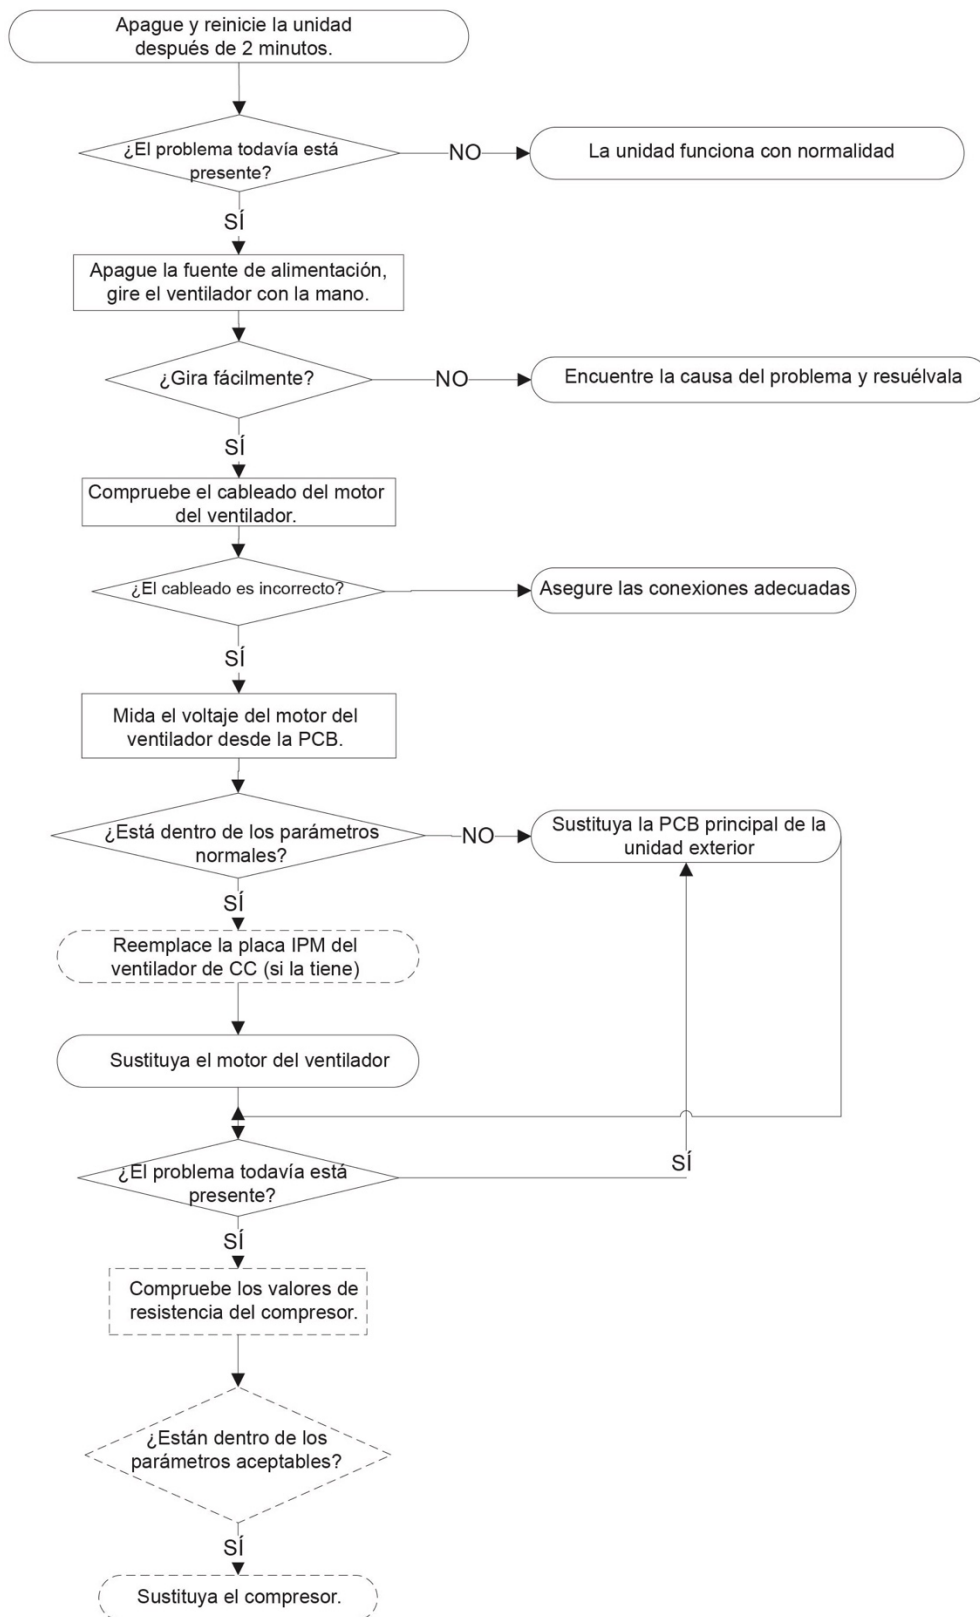 Apague y reinicie la unidad
después de 2 minutos.
¿El problema todavía está
presente?
NO
La unidad funciona con normalidad
SÍ
Apague la fuente de alimentación,
gire el ventilador con la mano.
¿Gira fácilmente?
NO
Encuentre la causa del problema y resuélvala
SÍ
Compruebe el cableado del motor
del ventilador.
¿El cableado es incorrecto?
Asegure las conexiones adecuadas
SÍ
Mida el voltaje del motor del
ventilador desde la PCB.
¿Está dentro de los parámetros
normales?
NO
Sustituya la PCB principal de la
unidad exterior
SÍ
Reemplace la placa IPM del
ventilador de CC (si la tiene)
Sustituya el motor del ventilador
¿El problema todavía está
presente?
SÍ
SÍ
Compruebe los valores de
resistencia del compresor.
¿Están dentro de los
parámetros aceptables?
SÍ
Sustituya el compresor.